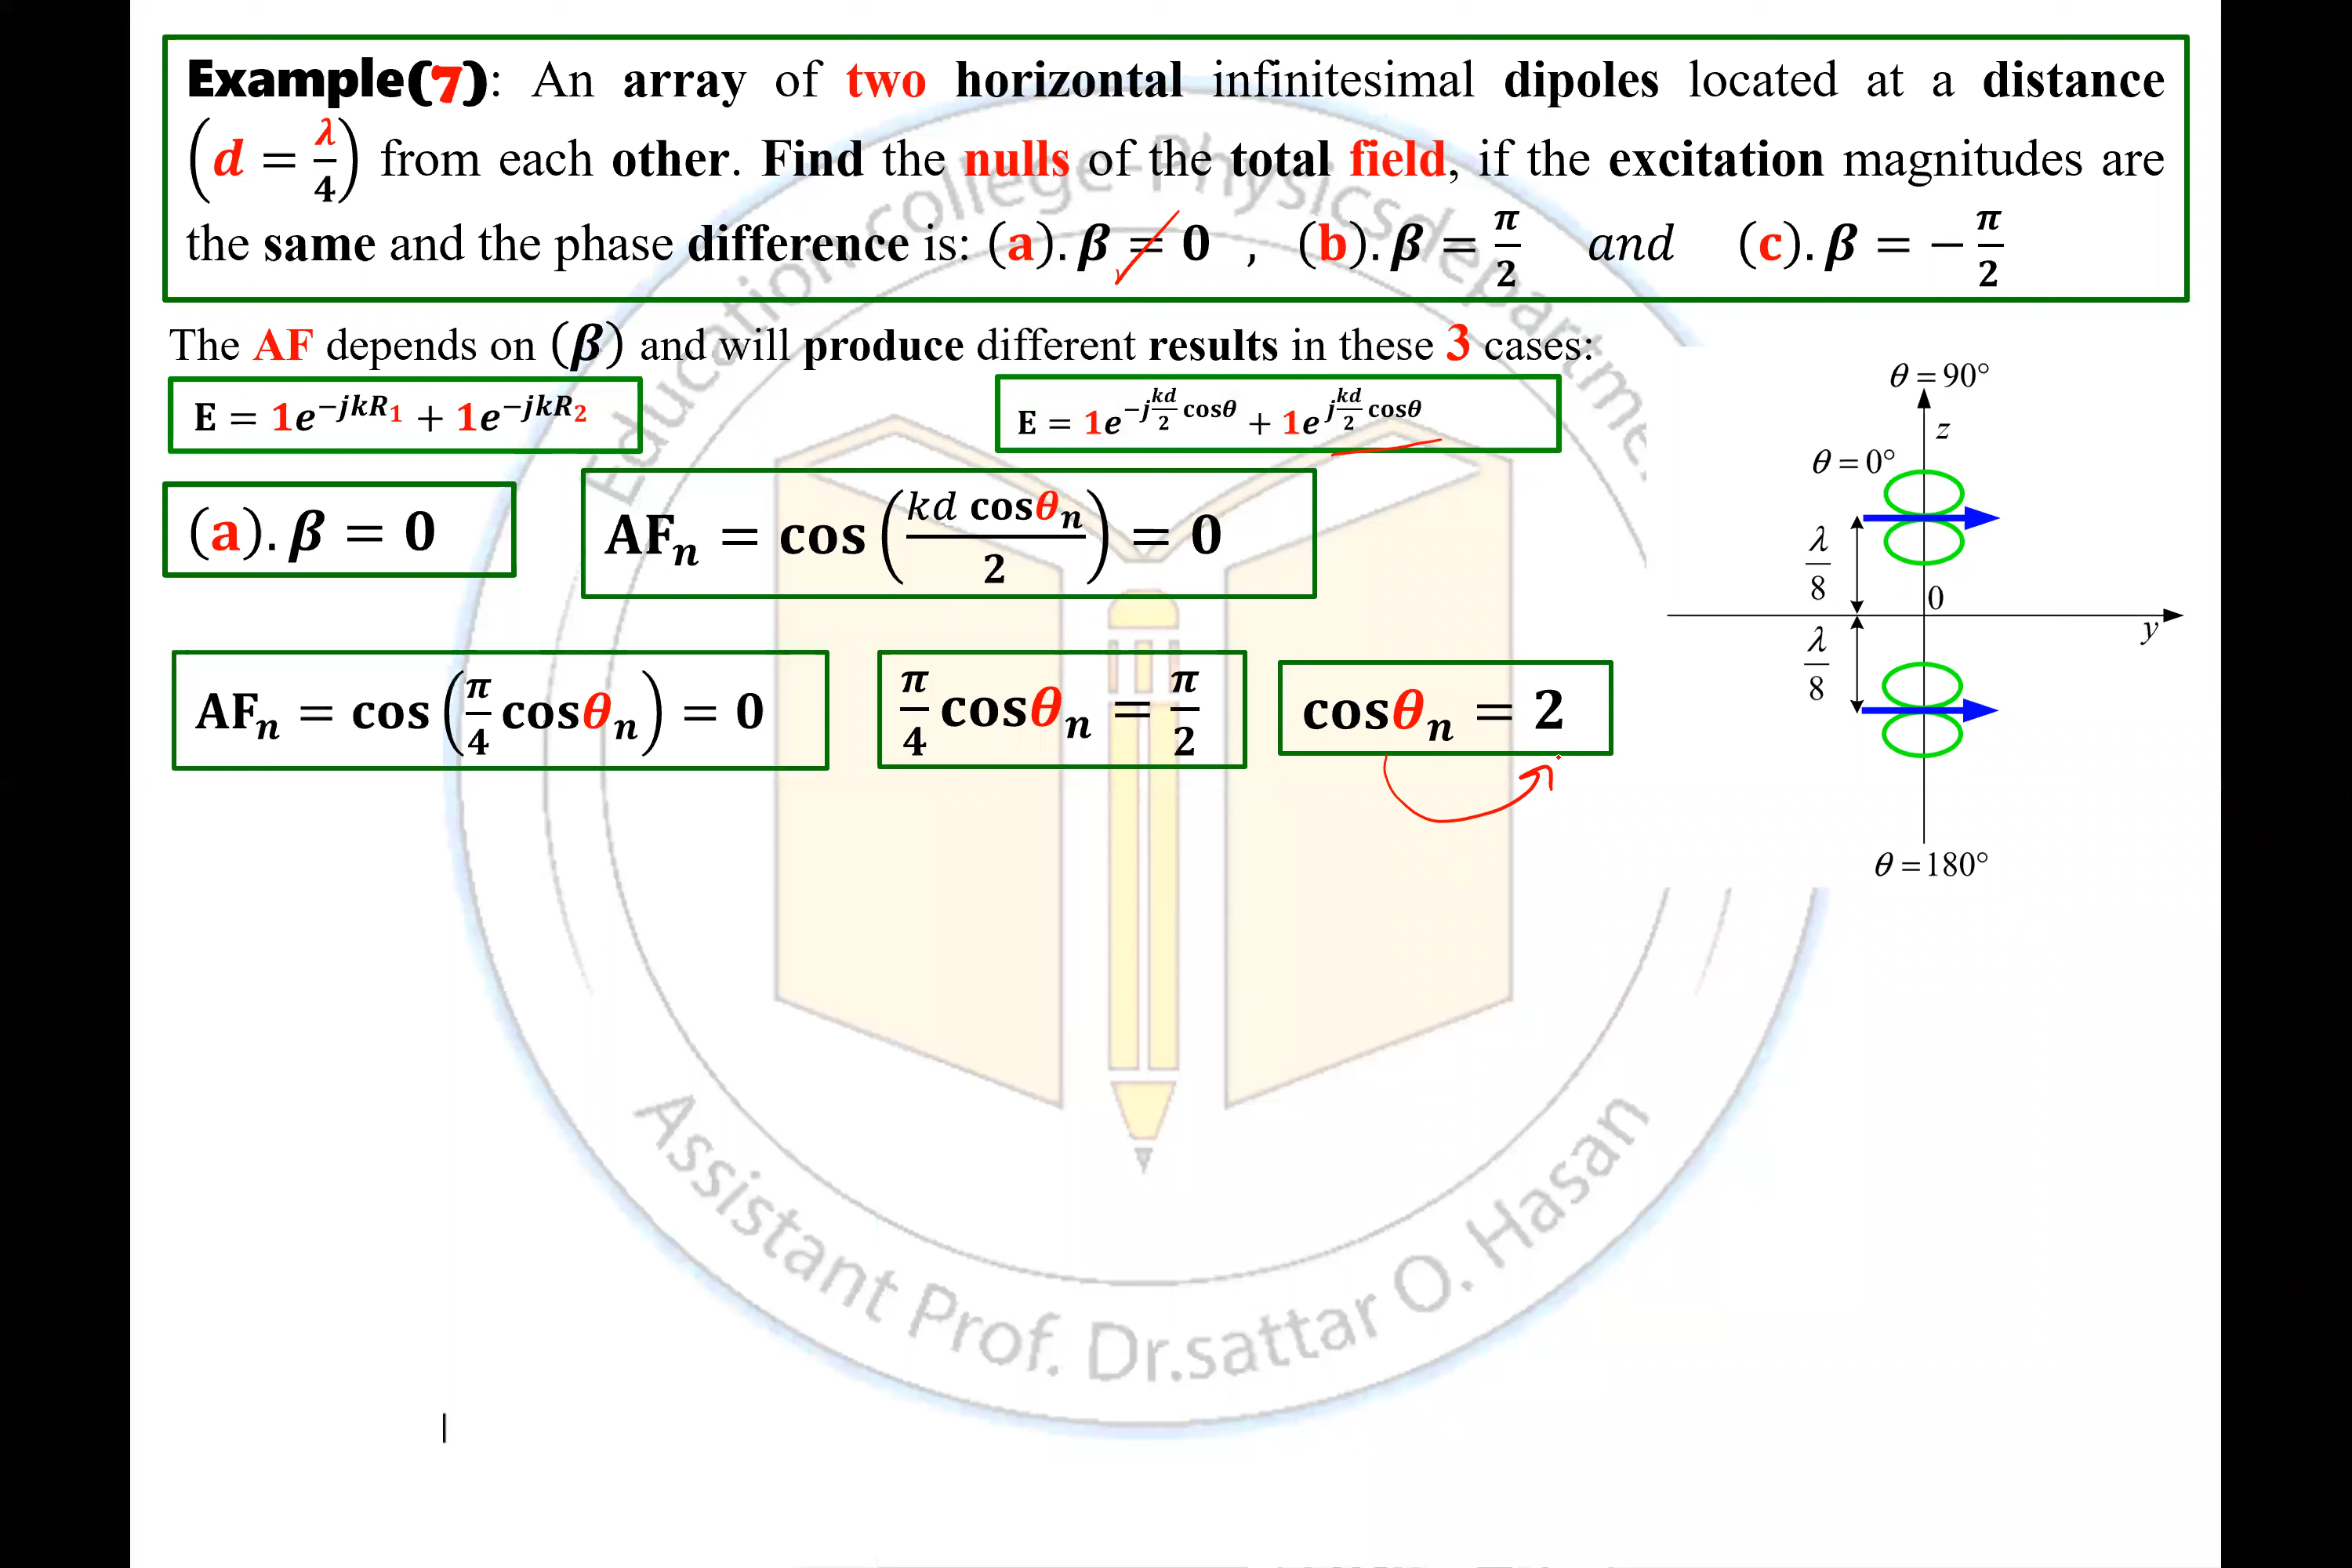 Example(7): An array of two horizontal infinitesimal dipoles located at a distance
(d = λ/4) from each other. Find the nulls of the total field, if the excitation magnitudes are
the same and the phase difference is: (a). β = 0 , (b). β = π/2 and (c). β = − π/2
The AF depends on (β) and will produce different results in these 3 cases:
E = 1e^{−jkR₁} + 1e^{−jkR₂}
E = 1e^{−j(kd/2) cosθ} + 1e^{j(kd/2) cosθ}
(a). β = 0
AFₙ = cos(kd cosθₙ / 2) = 0
AFₙ = cos(π/4 cosθₙ) = 0
π/4 cosθₙ = π/2
cosθₙ = 2
θ = 90°
z
θ = 0°
λ/8
0
y
λ/8
θ = 180°
Education college-Physicsdepartme
Assistant Prof. Dr.sattar O. Hasan